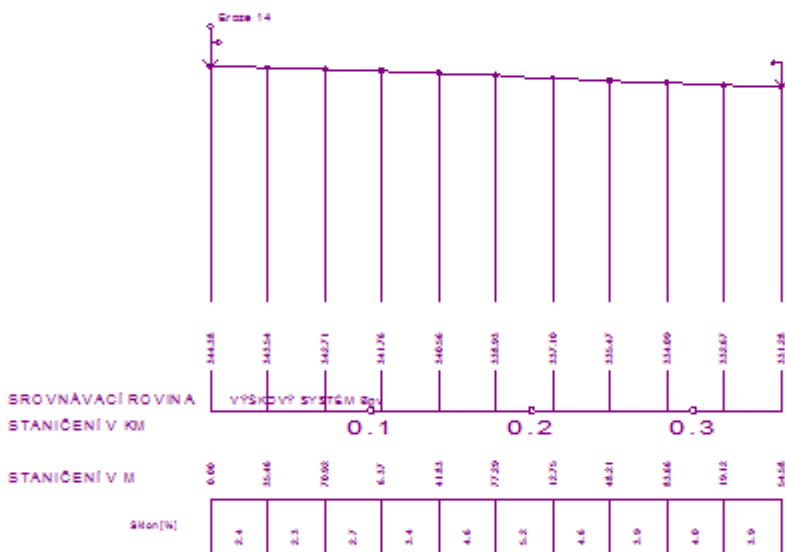 Eroze 14
344.38 343.54 342.71 341.76 340.56 338.93 337.10 335.47 334.09 332.67 331.28
SROVNÁVACÍ ROVINA VÝŠKOVÝ SYSTÉM Bpv
STANIČENÍ V KM 0.1 0.2 0.3
STANIČENÍ V M 0.00 35.46 70.92 6.37 41.83 77.29 12.75 48.21 83.66 19.12 54.58
Sklon [%] 2.4 2.3 2.7 3.4 4.6 5.2 4.6 3.9 4.0 3.9